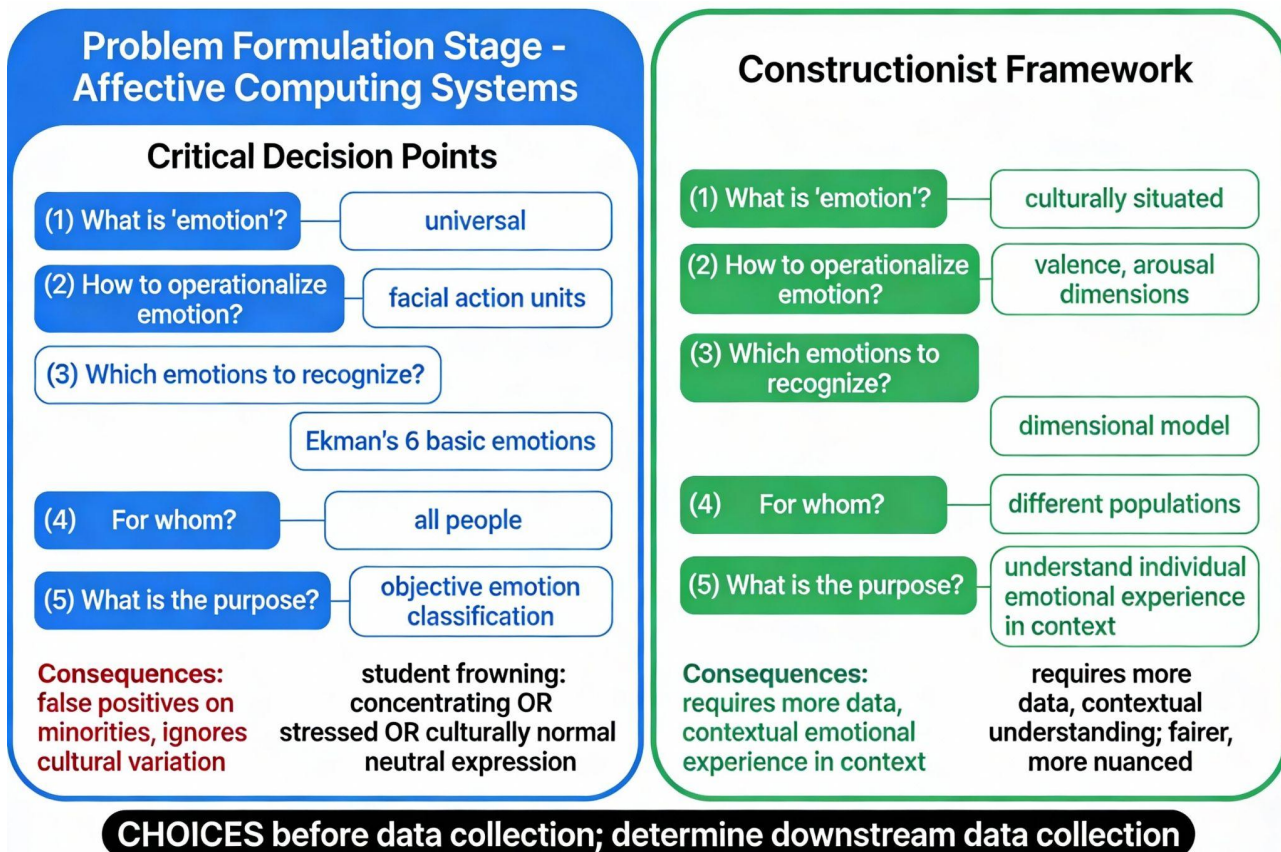 Problem Formulation Stage -
Affective Computing Systems
Critical Decision Points
(1) What is 'emotion'?
universal
(2) How to operationalize
emotion?
facial action units
(3) Which emotions to recognize?
Ekman's 6 basic emotions
(4) For whom?
all people
(5) What is the purpose?
objective emotion
classification
Consequences:
false positives on
minorities, ignores
cultural variation
student frowning:
concentrating OR
stressed OR culturally normal
neutral expression
Constructionist Framework
(1) What is 'emotion'?
culturally situated
(2) How to operationalize
emotion?
valence, arousal
dimensions
(3) Which emotions to
recognize?
dimensional model
(4) For whom?
different populations
(5) What is the purpose?
understand individual
emotional experience
in context
Consequences:
requires more data,
contextual emotional
experience in context
requires more
data, contextual
understanding; fairer,
more nuanced
CHOICES before data collection; determine downstream data collection